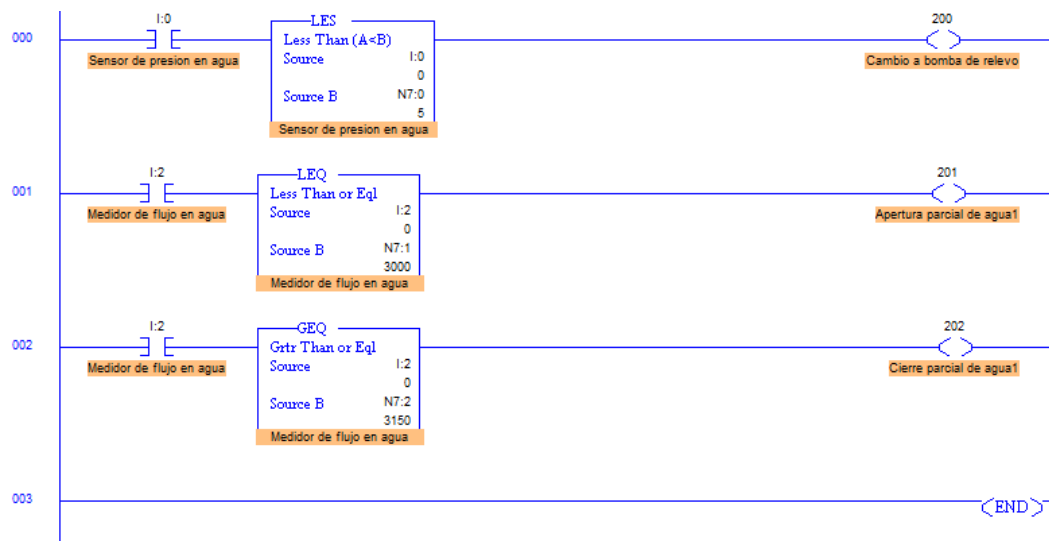 I:0
LES
200
000
Less Than (A<B)
Source I:0
0
Source B N7:0
5
Sensor de presion en agua
Cambio a bomba de relevo
Sensor de presion en agua
I:2
LEQ
201
001
Less Than or Eql
Source I:2
0
Source B N7:1
3000
Medidor de flujo en agua
Apertura parcial de agua1
Medidor de flujo en agua
I:2
GEQ
202
002
Grtr Than or Eql
Source I:2
0
Source B N7:2
3150
Medidor de flujo en agua
Cierre parcial de agua1
Medidor de flujo en agua
003
END